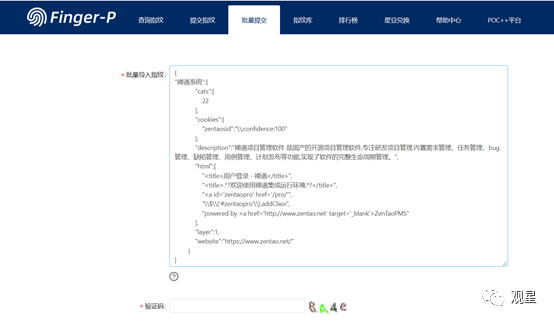 Finger-P 查询指纹 提交指纹 批量提交 指纹库 排行榜 星豆兑换 帮助中心 POC++平台
* 批量导入指纹:
{
"禅道系统":{
"cats":[
22
],
"cookies":{
"zentaosid":"\\;confidence:100"
},
"description":"禅道项目管理软件 是国产的开源项目管理软件,专注研发项目管理,内置需求管理、任务管理、bug
管理、缺陷管理、用例管理、计划发布等功能,实现了软件的完整生命周期管理。",
"html":[
"<title>用户登录 - 禅道</title>",
"<title>.*?欢迎使用禅道集成运行环境.*?</title>",
"<a id='zentaopro' href='/pro/'",
"\\$\\('#zentaopro'\\).addClass",
"powered by <a href='http://www.zentao.net' target='_blink'>ZenTaoPMS"
],
"layer":1,
"website":"https://www.zentao.net/"
}
}
?
* 验证码: R a 4 e
观星